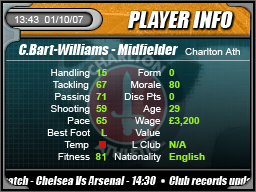 13:43 01/10/07 PLAYER INFO
C.Bart-Williams - Midfielder Charlton Ath
Handling 15 Form 0
Tackling 67 Morale 80
Passing 71 Disc Pts 0
Shooting 59 Age 29
Pace 65 Wage £3,200
Best Foot L Value
Temp L Club N/A
Fitness 81 Nationality English
atch - Chelsea Vs Arsenal - 14:30 • Club records upd